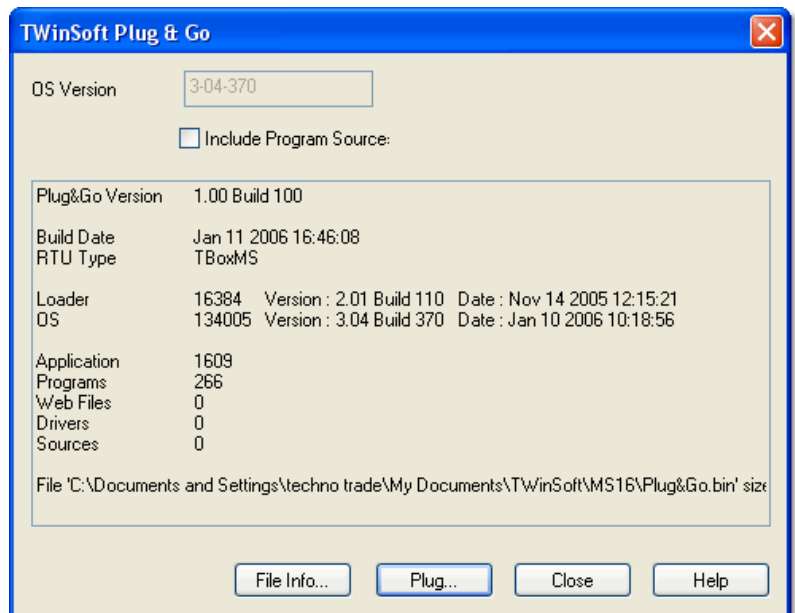 TWinSoft Plug & Go
OS Version 3-04-370
Include Program Source:
Plug&Go Version 1.00 Build 100
Build Date Jan 11 2006 16:46:08
RTU Type TBoxMS
Loader 16384 Version : 2.01 Build 110 Date : Nov 14 2005 12:15:21
OS 134005 Version : 3.04 Build 370 Date : Jan 10 2006 10:18:56
Application 1609
Programs 266
Web Files 0
Drivers 0
Sources 0
File 'C:\Documents and Settings\techno trade\My Documents\TWinSoft\MS16\Plug&Go.bin' size
File Info... Plug... Close Help